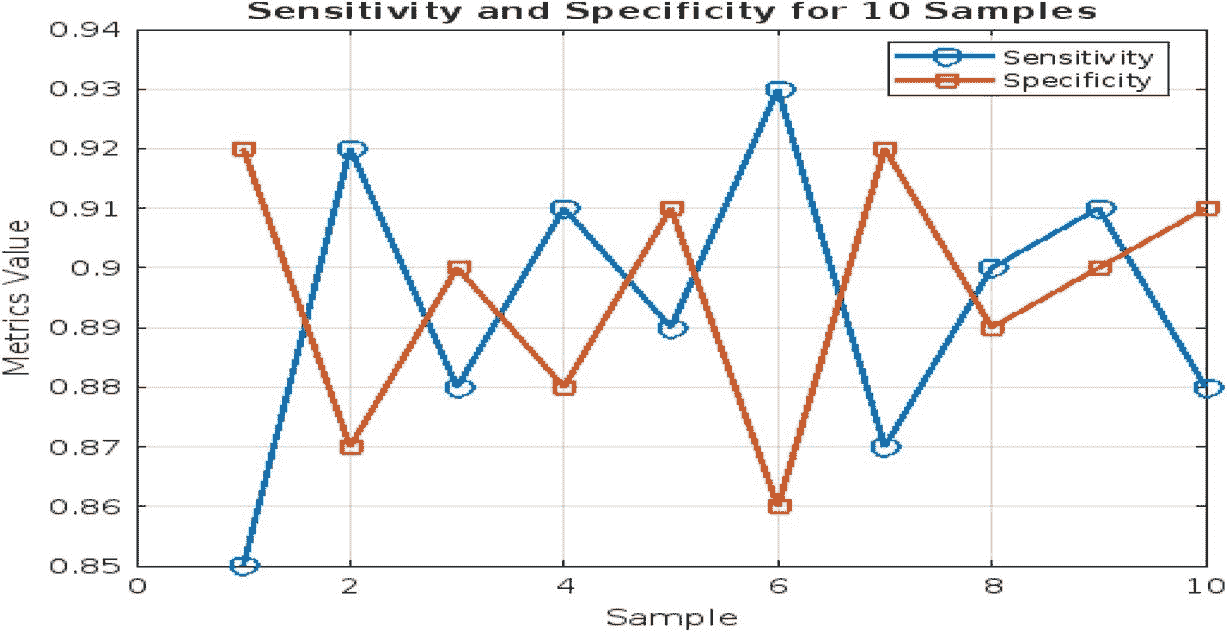 Sensitivity and Specificity for 10 Samples
0.94
0.93
0.92
0.91
0.9
0.89
0.88
0.87
0.86
0.85
Metrics Value
Sensitivity
Specificity
0 2 4 6 8 10
Sample